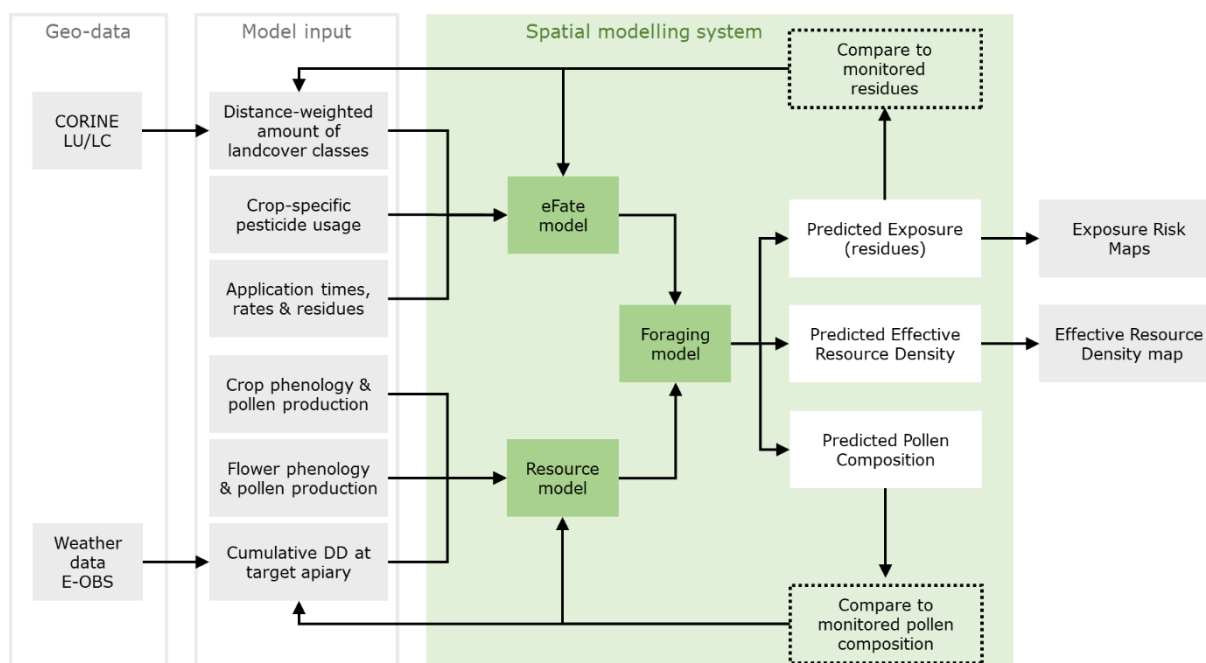 Geo-data
Model input
Spatial modelling system
CORINE
LU/LC
Weather
data
E-OBS
Distance-weighted
amount of
landcover classes
Crop-specific
pesticide usage
Application times,
rates & residues
Crop phenology &
pollen production
Flower phenology
& pollen production
Cumulative DD at
target apiary
eFate
model
Resource
model
Foraging
model
Compare to
monitored
residues
Predicted Exposure
(residues)
Predicted Effective
Resource Density
Predicted Pollen
Composition
Compare to
monitored pollen
composition
Exposure Risk
Maps
Effective Resource
Density map